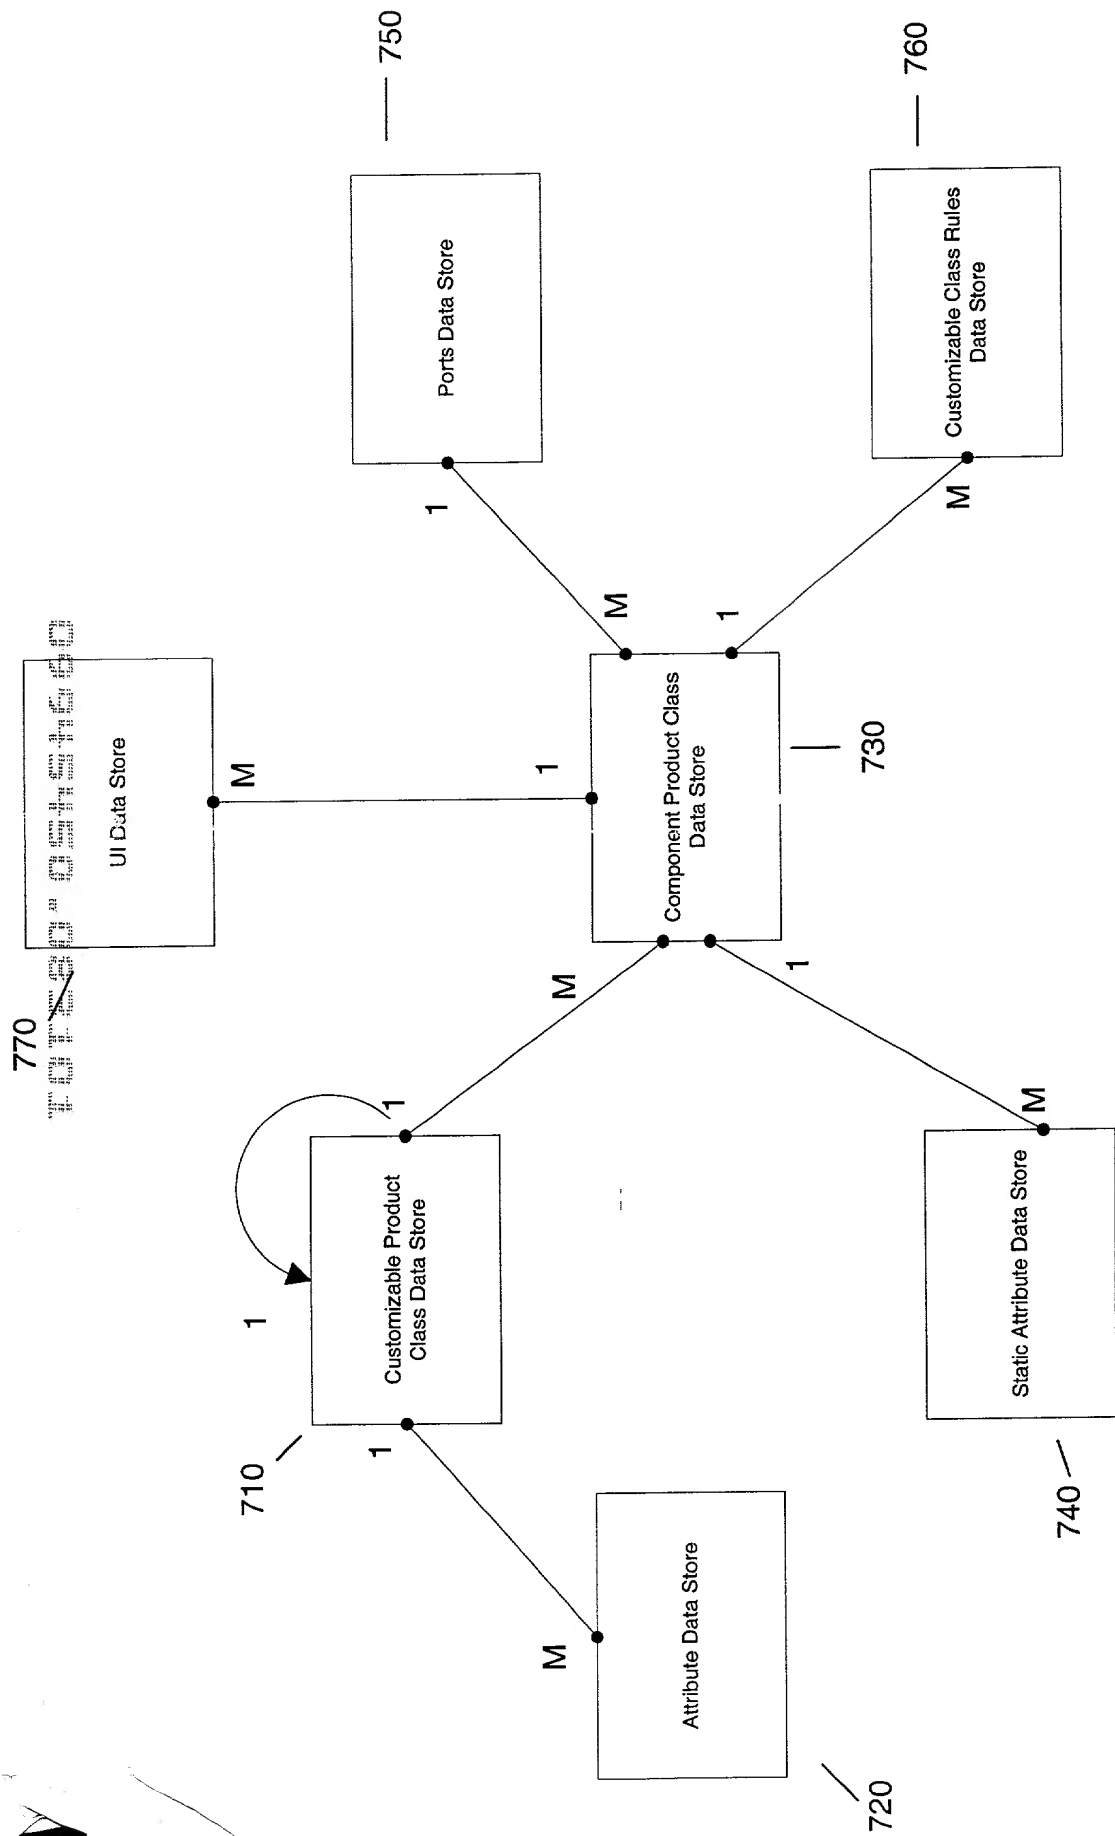 770
UI Data Store
M
1
750
Ports Data Store
1
M
760
Customizable Class Rules
Data Store
M
1
730
Component Product Class
Data Store
M
1
1
1
710
Customizable Product
Class Data Store
1
M
720
Attribute Data Store
740
Static Attribute Data Store
M